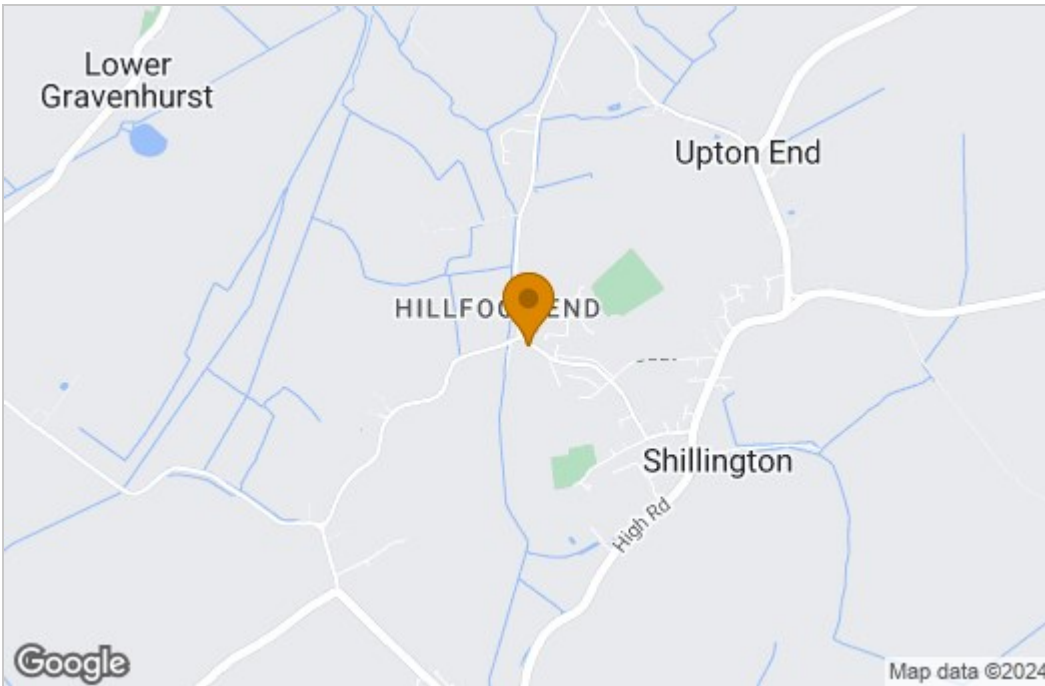 Lower
Gravenhurst
Upton End
HILLFOO END
Shillington
High Rd
Google
Map data ©2024